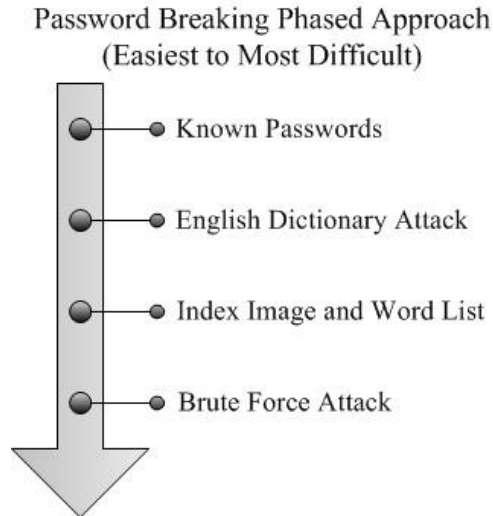 Password Breaking Phased Approach
(Easiest to Most Difficult)
Known Passwords
English Dictionary Attack
Index Image and Word List
Brute Force Attack